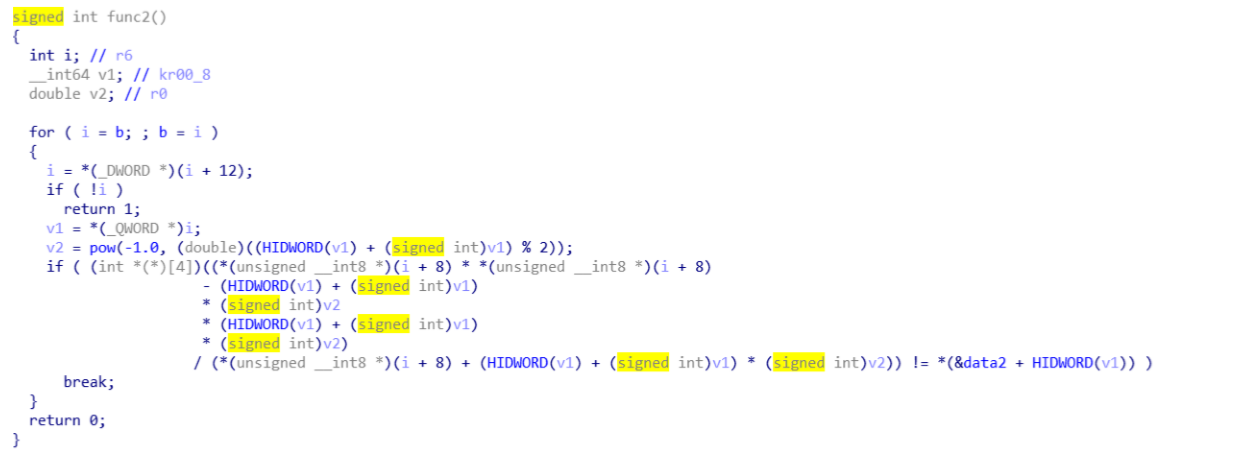 signed int func2()
{
  int i; // r6
  __int64 v1; // kr00_8
  double v2; // r0

  for ( i = b; ; b = i )
  {
    i = *(_DWORD *)(i + 12);
    if ( !i )
      return 1;
    v1 = *(_QWORD *)i;
    v2 = pow(-1.0, (double)((HIDWORD(v1) + (signed int)v1) % 2));
    if ( (int *(*)[4])((*(unsigned __int8 *)(i + 8) * *(unsigned __int8 *)(i + 8)
                      - (HIDWORD(v1) + (signed int)v1)
                      * (signed int)v2
                      * (HIDWORD(v1) + (signed int)v1)
                      * (signed int)v2)
                     / (*(unsigned __int8 *)(i + 8) + (HIDWORD(v1) + (signed int)v1) * (signed int)v2)) != *(&data2 + HIDWORD(v1)) )
      break;
  }
  return 0;
}